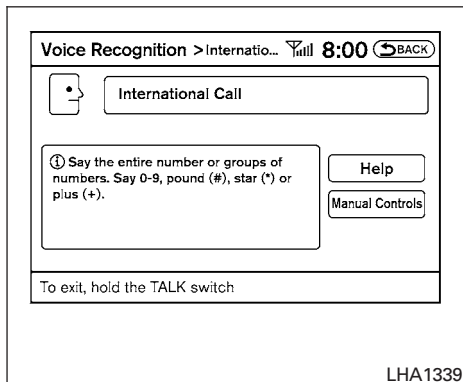 Voice Recognition > Internatio... 8:00 BACK
International Call
i Say the entire number or groups of
numbers. Say 0-9, pound (#), star (*) or
plus (+).
Help
Manual Controls
To exit, hold the TALK switch
LHA1339